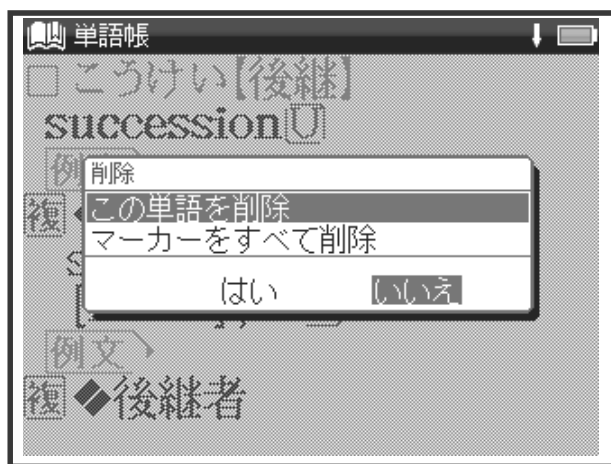 単語帳
□ こうけい【後継】
succession U
例文
削除
複
この単語を削除
マーカーをすべて削除
はい いいえ
例文
複 ◆後継者